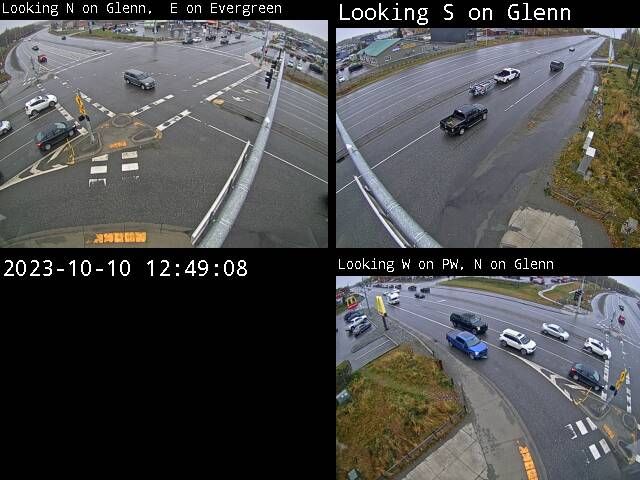 Looking N on Glenn, E on Evergreen
Looking S on Glenn
2023-10-10 12:49:08
Looking W on PW, N on Glenn